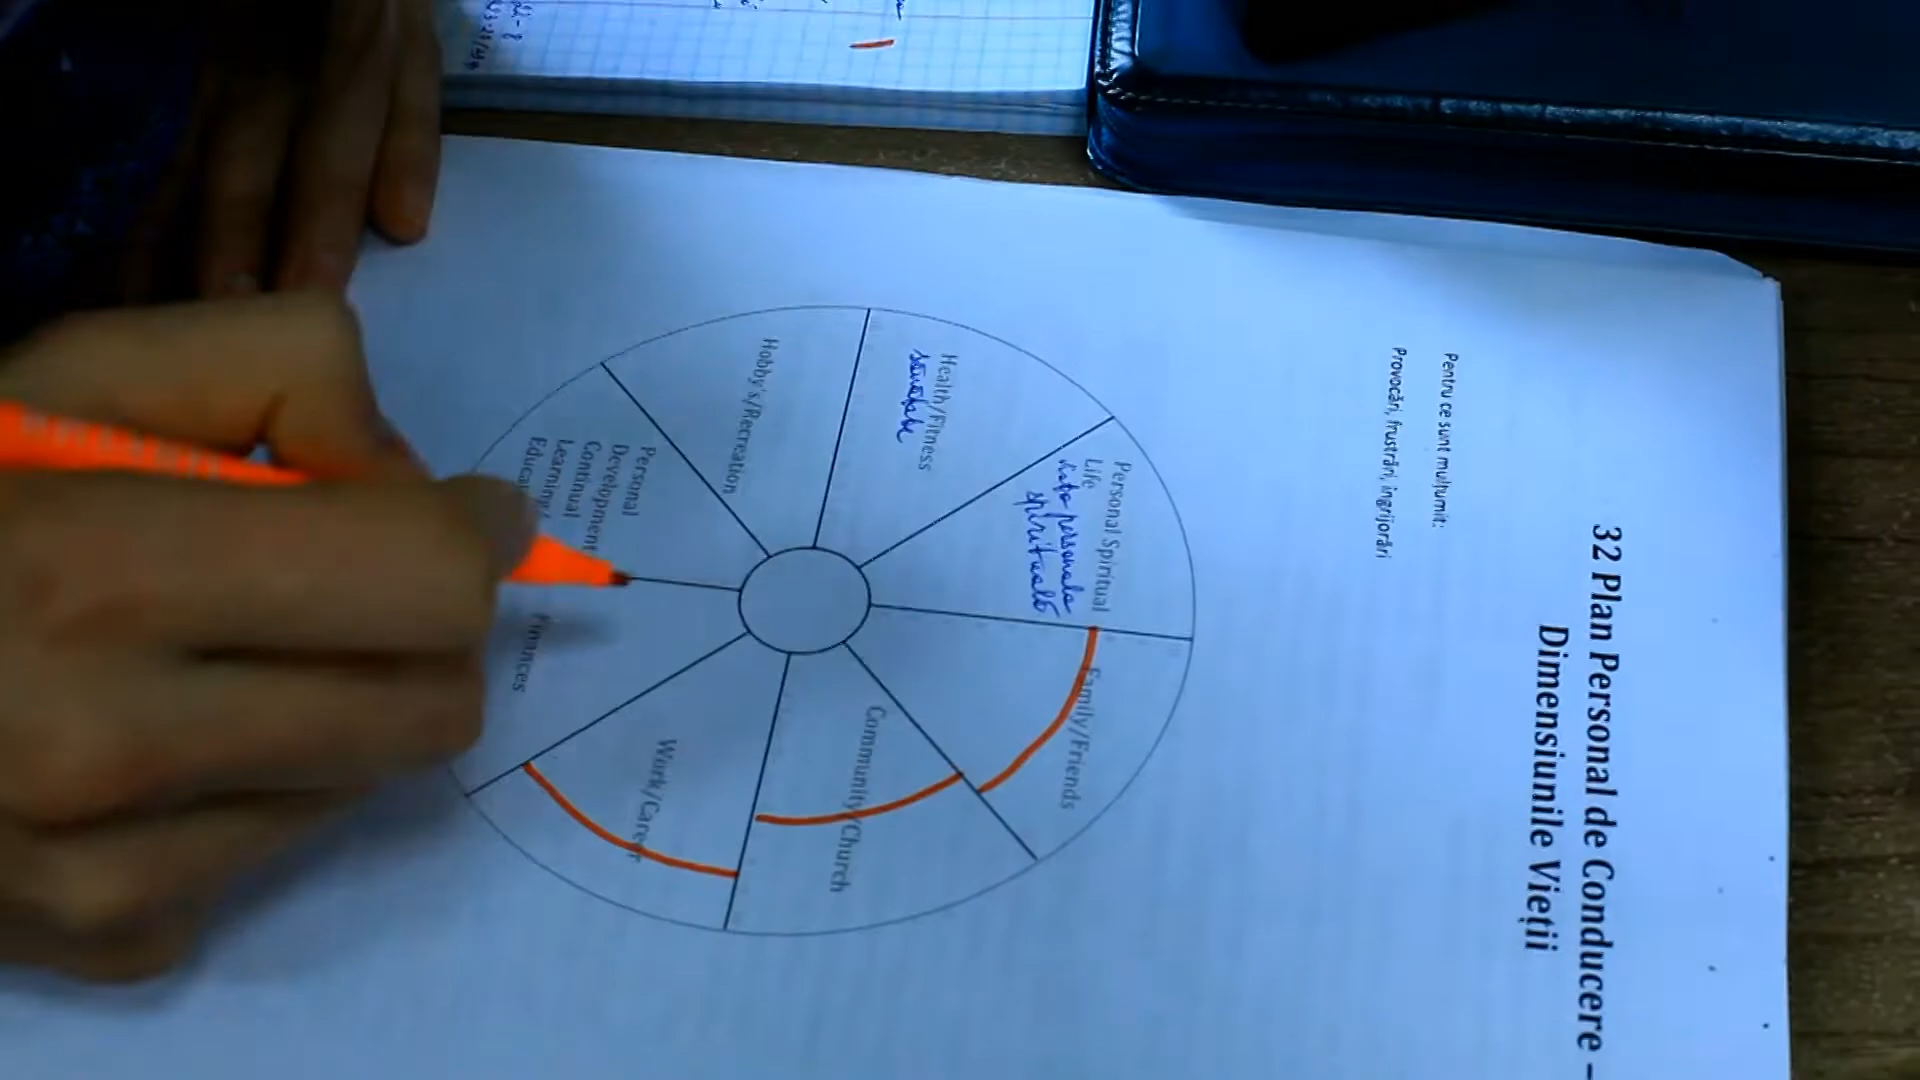 32 Plan Personal de Conducere –
Dimensiunile Vieții
Pentru ce sunt mulțumit:
Provocări, frustrări, îngrijorări
Personal Spiritual
Life
viața personala
spirituală
Health/Fitness
sănătate
Family/Friends
Hobby's/Recreation
Community/Church
Personal
Development
Continual
Learning/
Work/Career
Finances